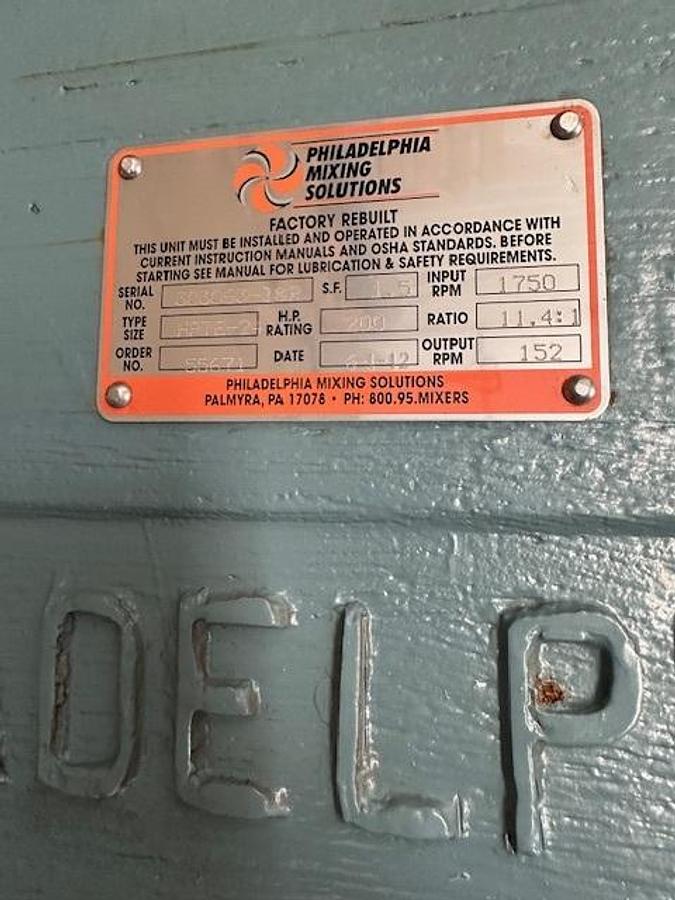 PHILADELPHIA
MIXING
SOLUTIONS
FACTORY REBUILT
THIS UNIT MUST BE INSTALLED AND OPERATED IN ACCORDANCE WITH
CURRENT INSTRUCTION MANUALS AND OSHA STANDARDS. BEFORE
STARTING SEE MANUAL FOR LUBRICATION & SAFETY REQUIREMENTS.
SERIAL NO. S.F. 1.5 INPUT RPM 1750
TYPE SIZE H.P. RATING 200 RATIO 11.4:1
ORDER NO. 55671 DATE OUTPUT RPM 152
PHILADELPHIA MIXING SOLUTIONS
PALMYRA, PA 17078 • PH: 800.95.MIXERS
DELP